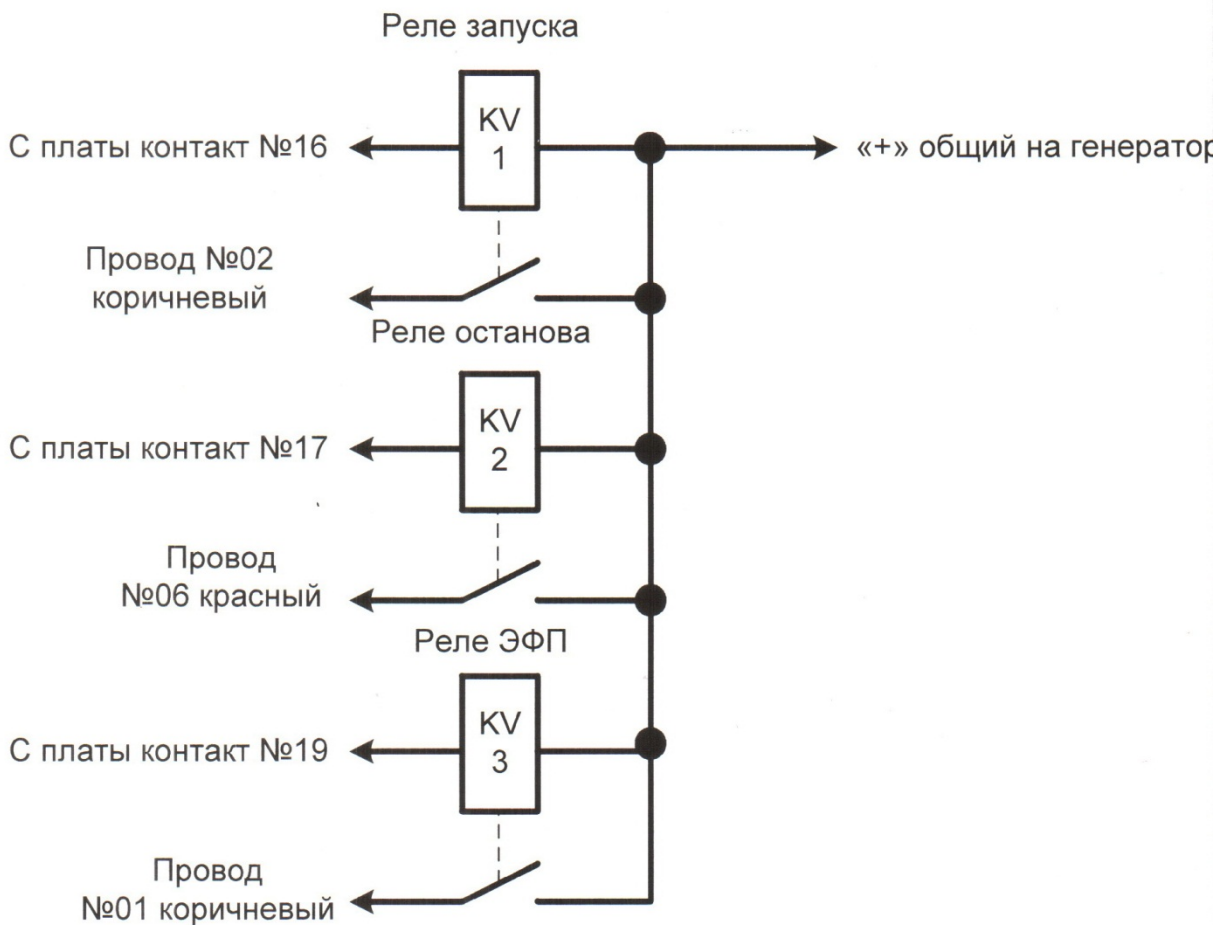 Реле запуска
KV
1
С платы контакт №16
«+» общий на генератор
Провод №02
коричневый
Реле останова
KV
2
С платы контакт №17
Провод
№06 красный
Реле ЭФП
KV
3
С платы контакт №19
Провод
№01 коричневый